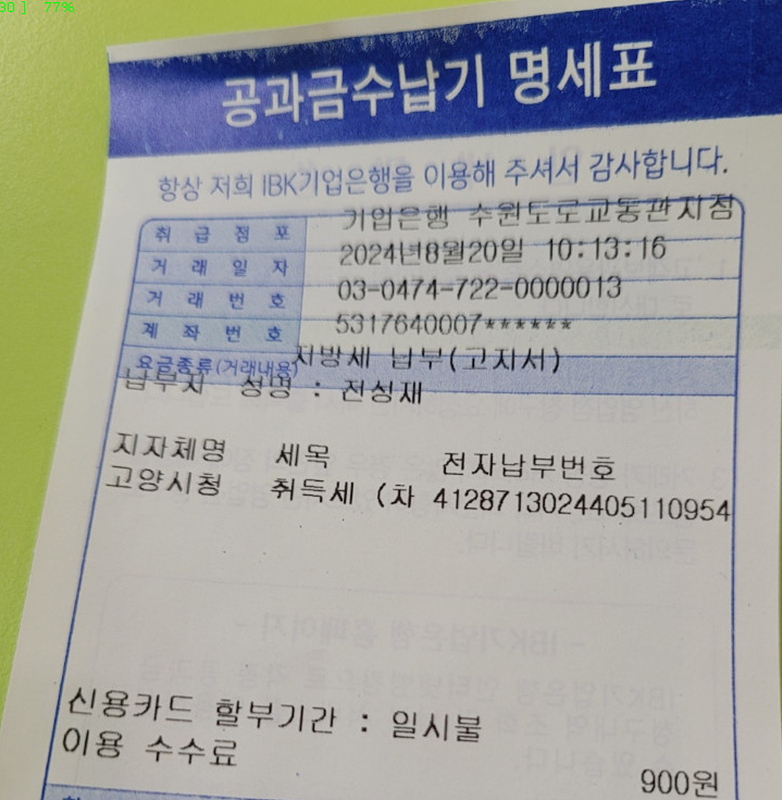 30 ] 77%
공과금수납기 명세표
항상 저희 IBK기업은행을 이용해 주셔서 감사합니다.
취 급 점 포 기업은행 수원도로교통판지점
거 래 일 자 2024년8월20일 10:13:16
거 래 번 호 03-0474-722-0000013
계 좌 번 호 5317640007******
요금종류(거래내용) 지방세 납부(고지서)
납부자 성명 : 전성재
지자체명 세목 전자납부번호
고양시청 취득세 (차 4128713024405110954
신용카드 할부기간 : 일시불
이용 수수료 900원